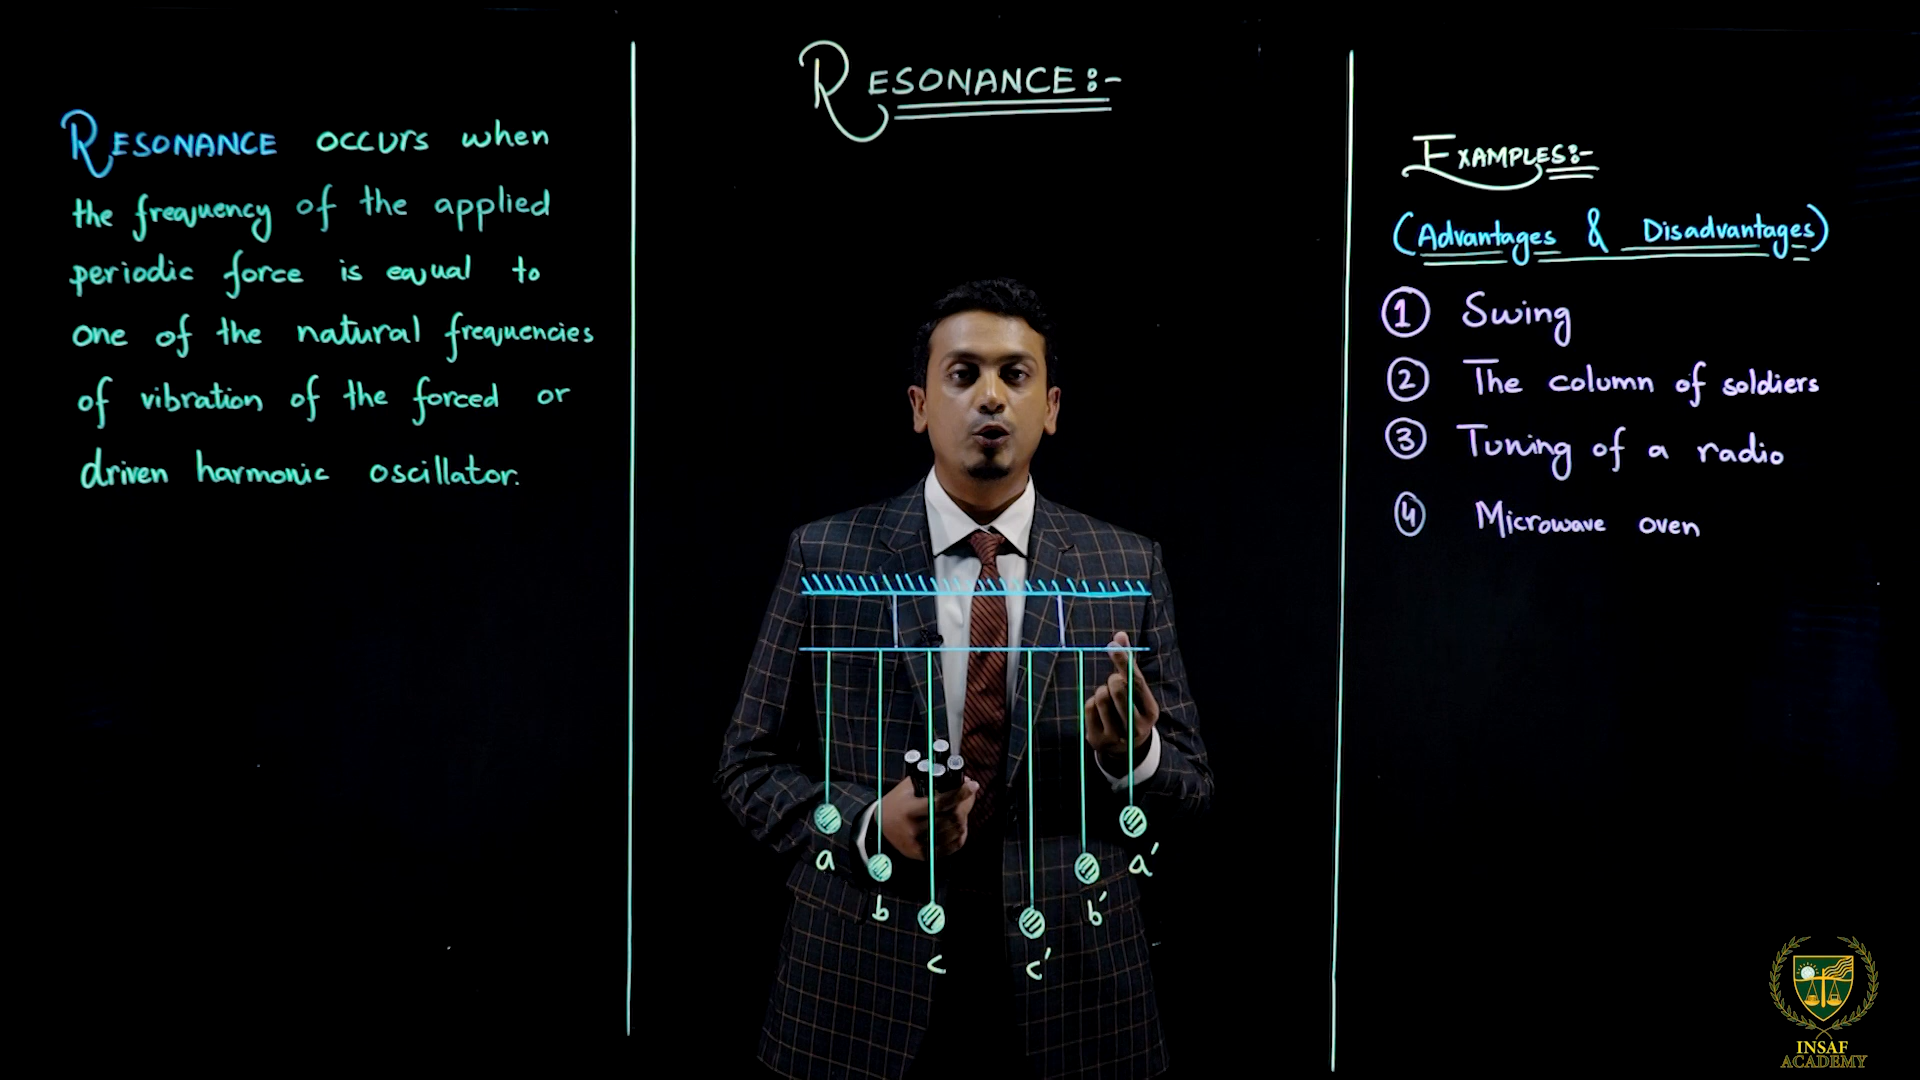 RESONANCE:-
RESONANCE occurs when
the frequency of the applied
periodic force is equal to
one of the natural frequencies
of vibration of the forced or
driven harmonic oscillator.
a
b
c
c'
b'
a'
EXAMPLES:-
(Advantages & Disadvantages)
1 Swing
2 The column of soldiers
3 Tuning of a radio
4 Microwave oven
INSAF
ACADEMY